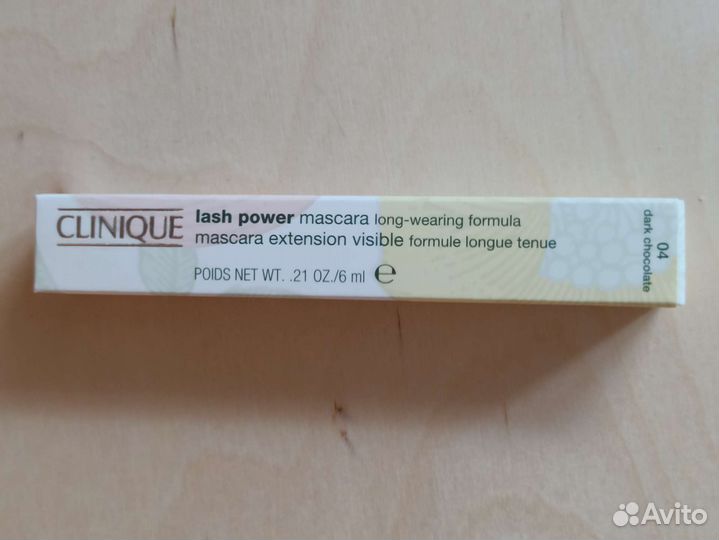 CLINIQUE
lash power mascara long-wearing formula
mascara extension visible formule longue tenue
POIDS NET WT. .21 OZ./6 ml ℮
04
dark chocolate
Avito